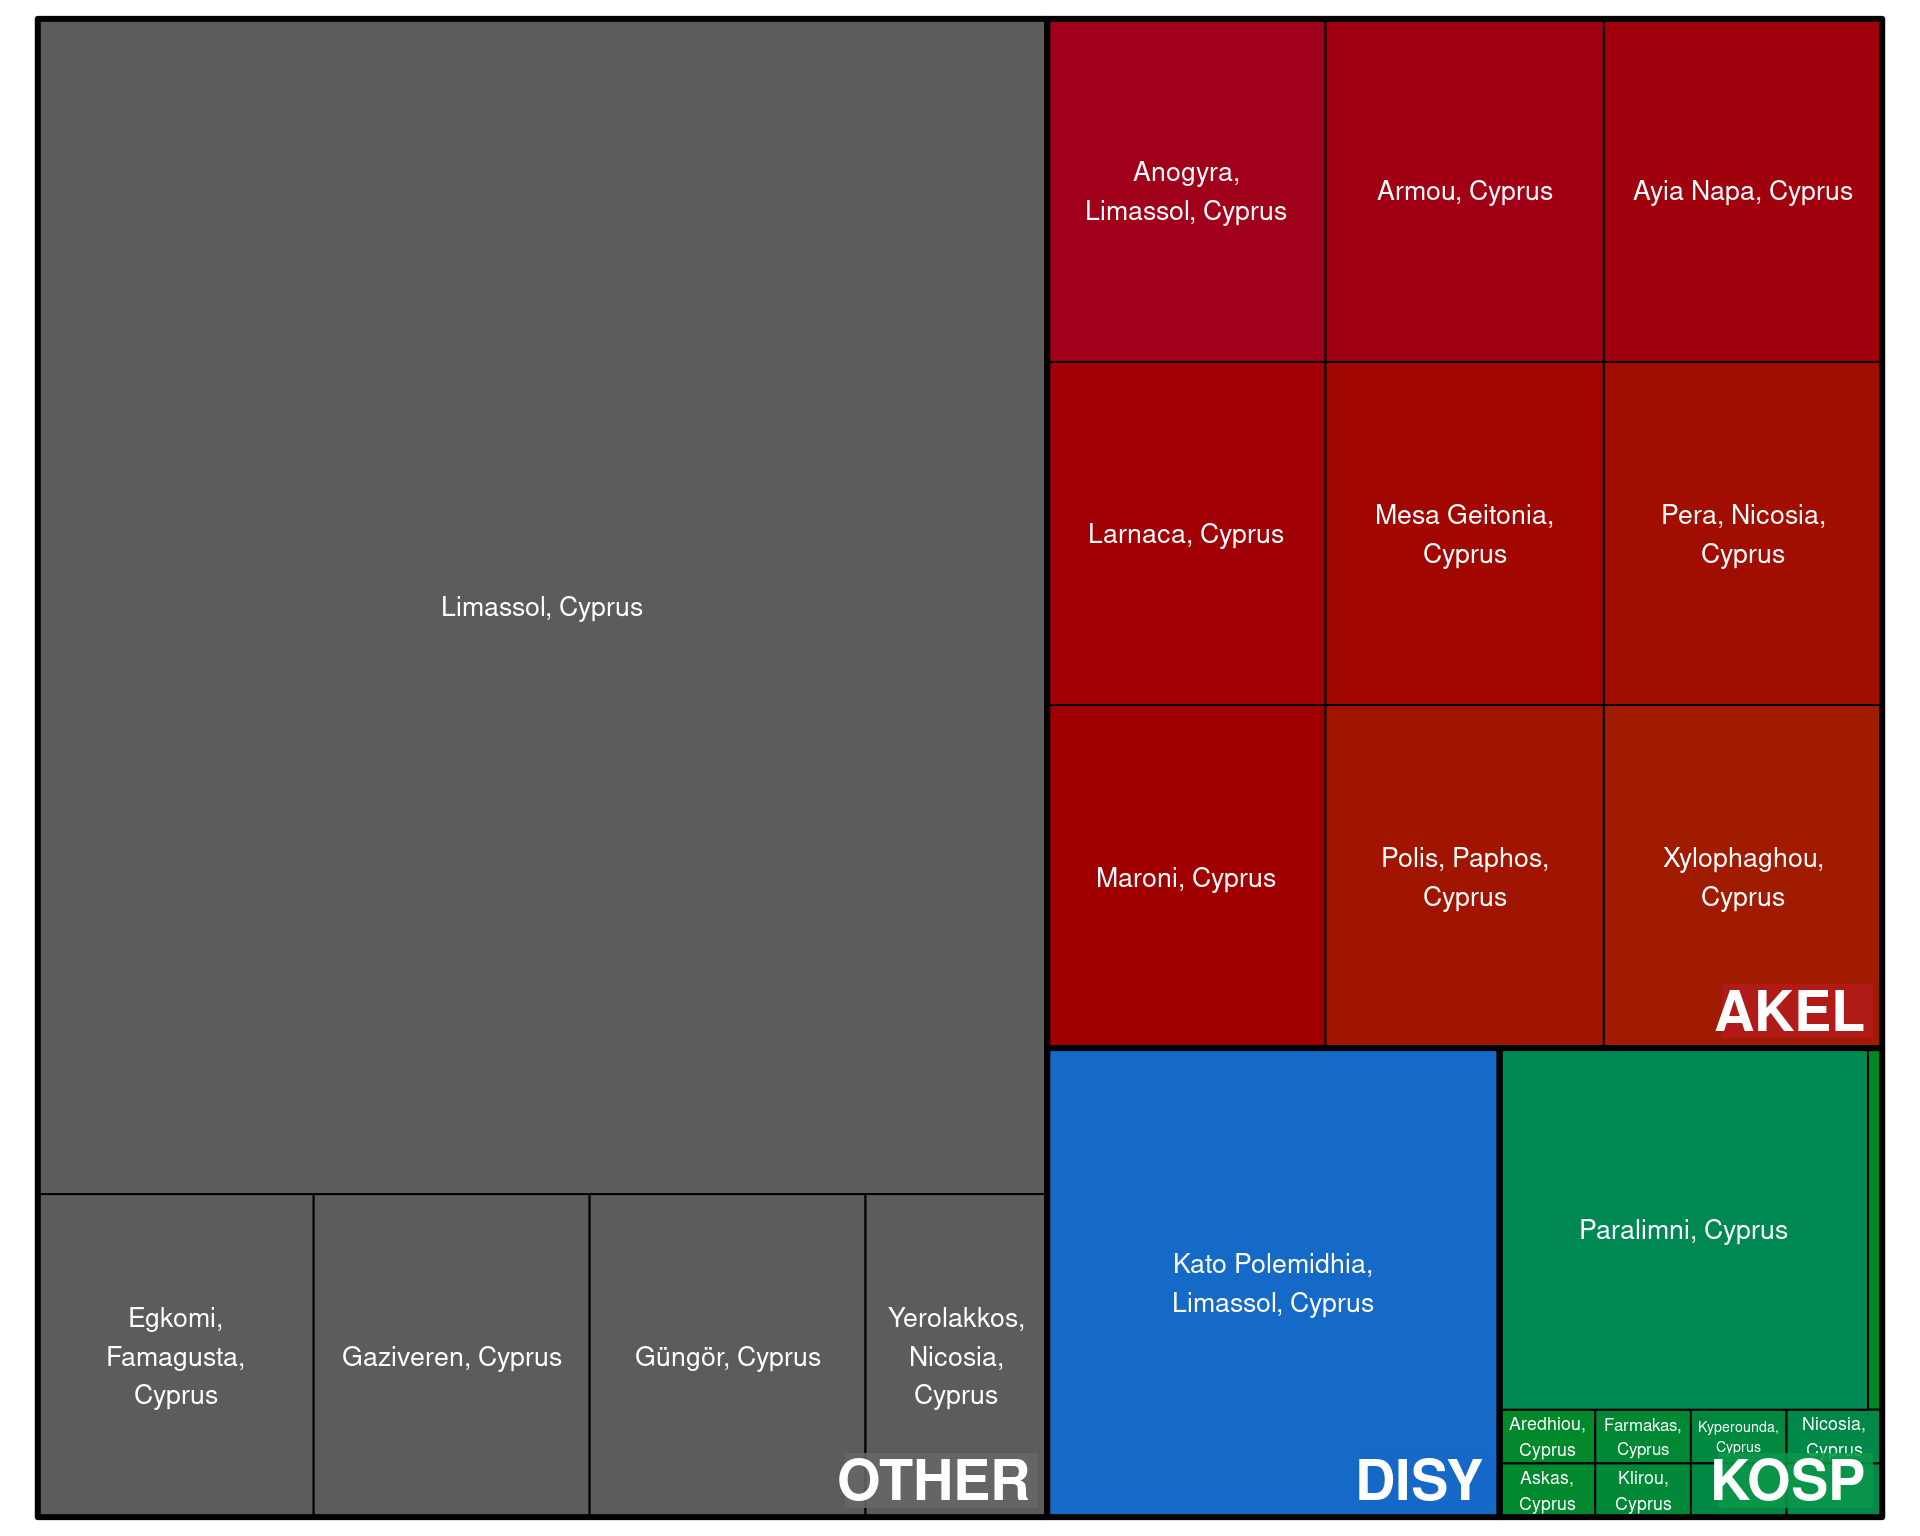 Limassol, Cyprus
Egkomi,
Famagusta,
Cyprus
Gaziveren, Cyprus
Güngör, Cyprus
Yerolakkos,
Nicosia,
Cyprus
OTHER
Anogyra,
Limassol, Cyprus
Armou, Cyprus
Ayia Napa, Cyprus
Larnaca, Cyprus
Mesa Geitonia,
Cyprus
Pera, Nicosia,
Cyprus
Maroni, Cyprus
Polis, Paphos,
Cyprus
Xylophaghou,
Cyprus
AKEL
Kato Polemidhia,
Limassol, Cyprus
DISY
Paralimni, Cyprus
Aredhiou,
Cyprus
Farmakas,
Cyprus
Kyperounda,
Cyprus
Nicosia,
Cyprus
Askas,
Cyprus
Klirou,
Cyprus
KOSP